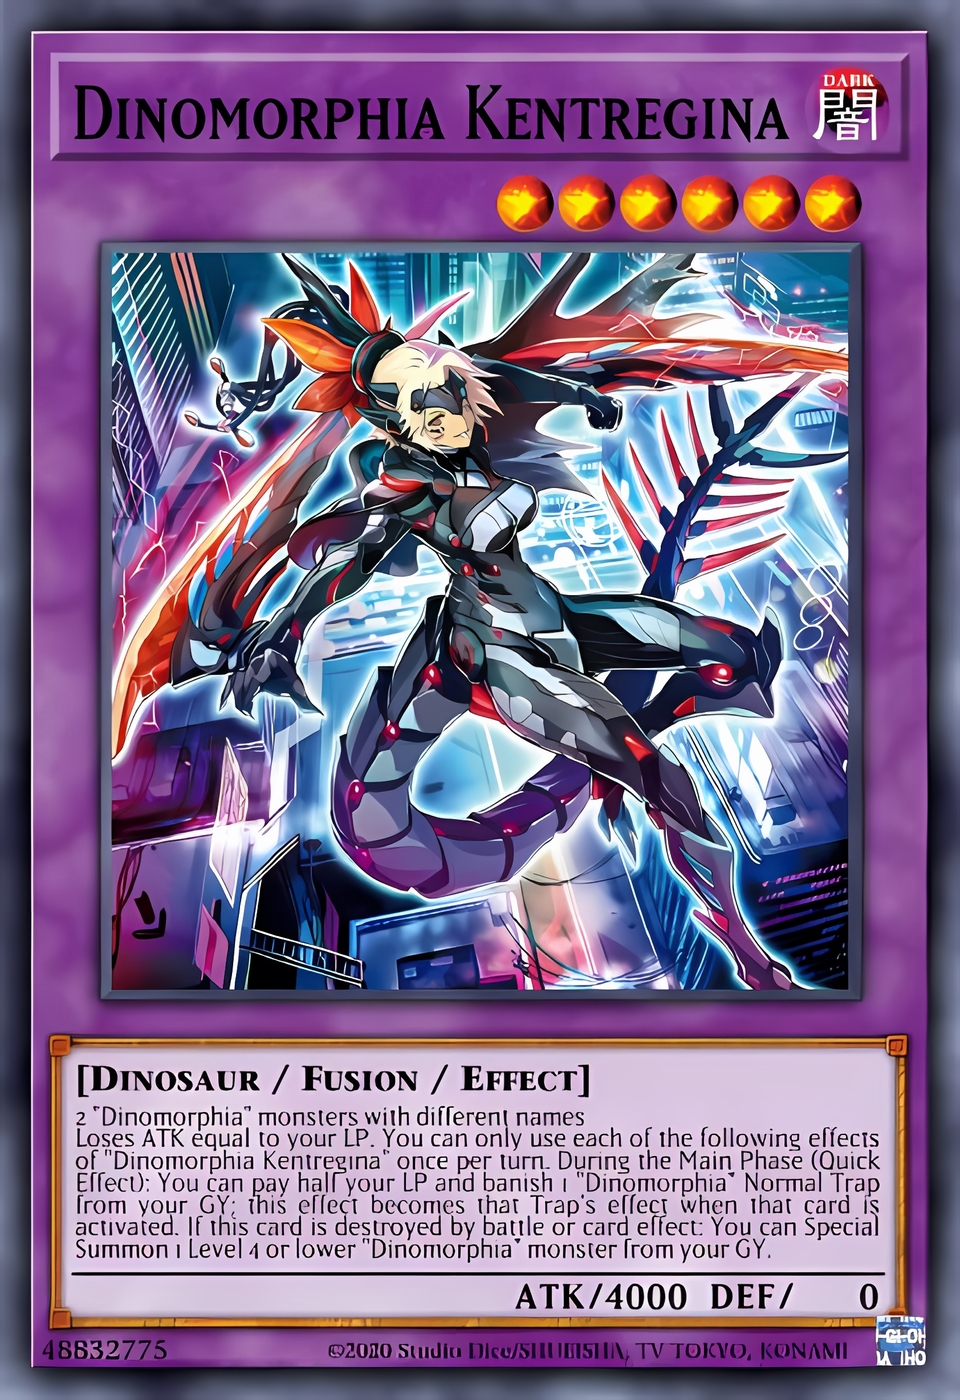 DINOMORPHIA KENTREGINA
DARK
闇
[DINOSAUR / FUSION / EFFECT]
2 "Dinomorphia" monsters with different names
Loses ATK equal to your LP. You can only use each of the following effects
of "Dinomorphia Kentregina" once per turn. During the Main Phase (Quick
Effect): You can pay half your LP and banish 1 "Dinomorphia" Normal Trap
from your GY; this effect becomes that Trap's effect when that card is
activated. If this card is destroyed by battle or card effect: You can Special
Summon 1 Level 4 or lower "Dinomorphia" monster from your GY.
ATK/4000 DEF/ 0
48832775
©2020 Studio Dice/SHUEISHA, TV TOKYO, KONAMI